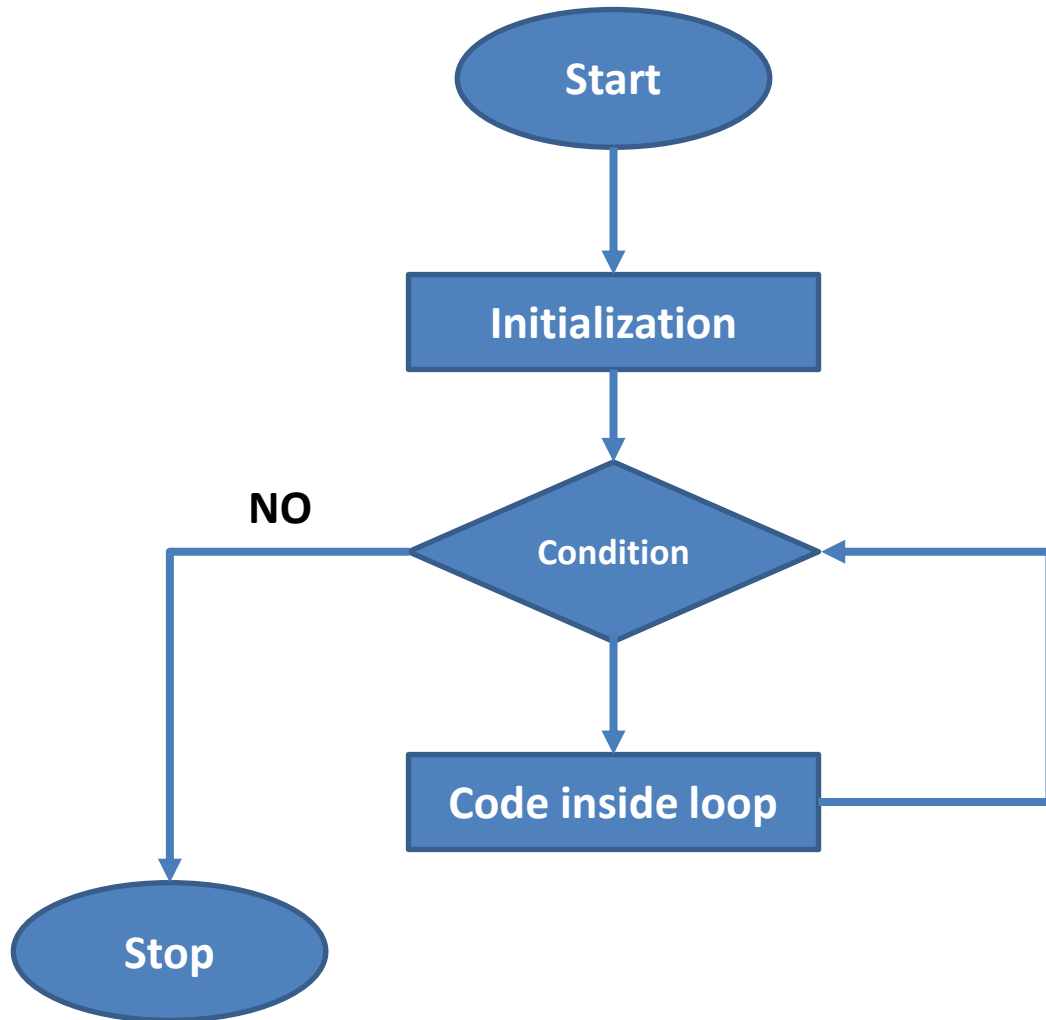 Start
Initialization
NO
Condition
Code inside loop
Stop